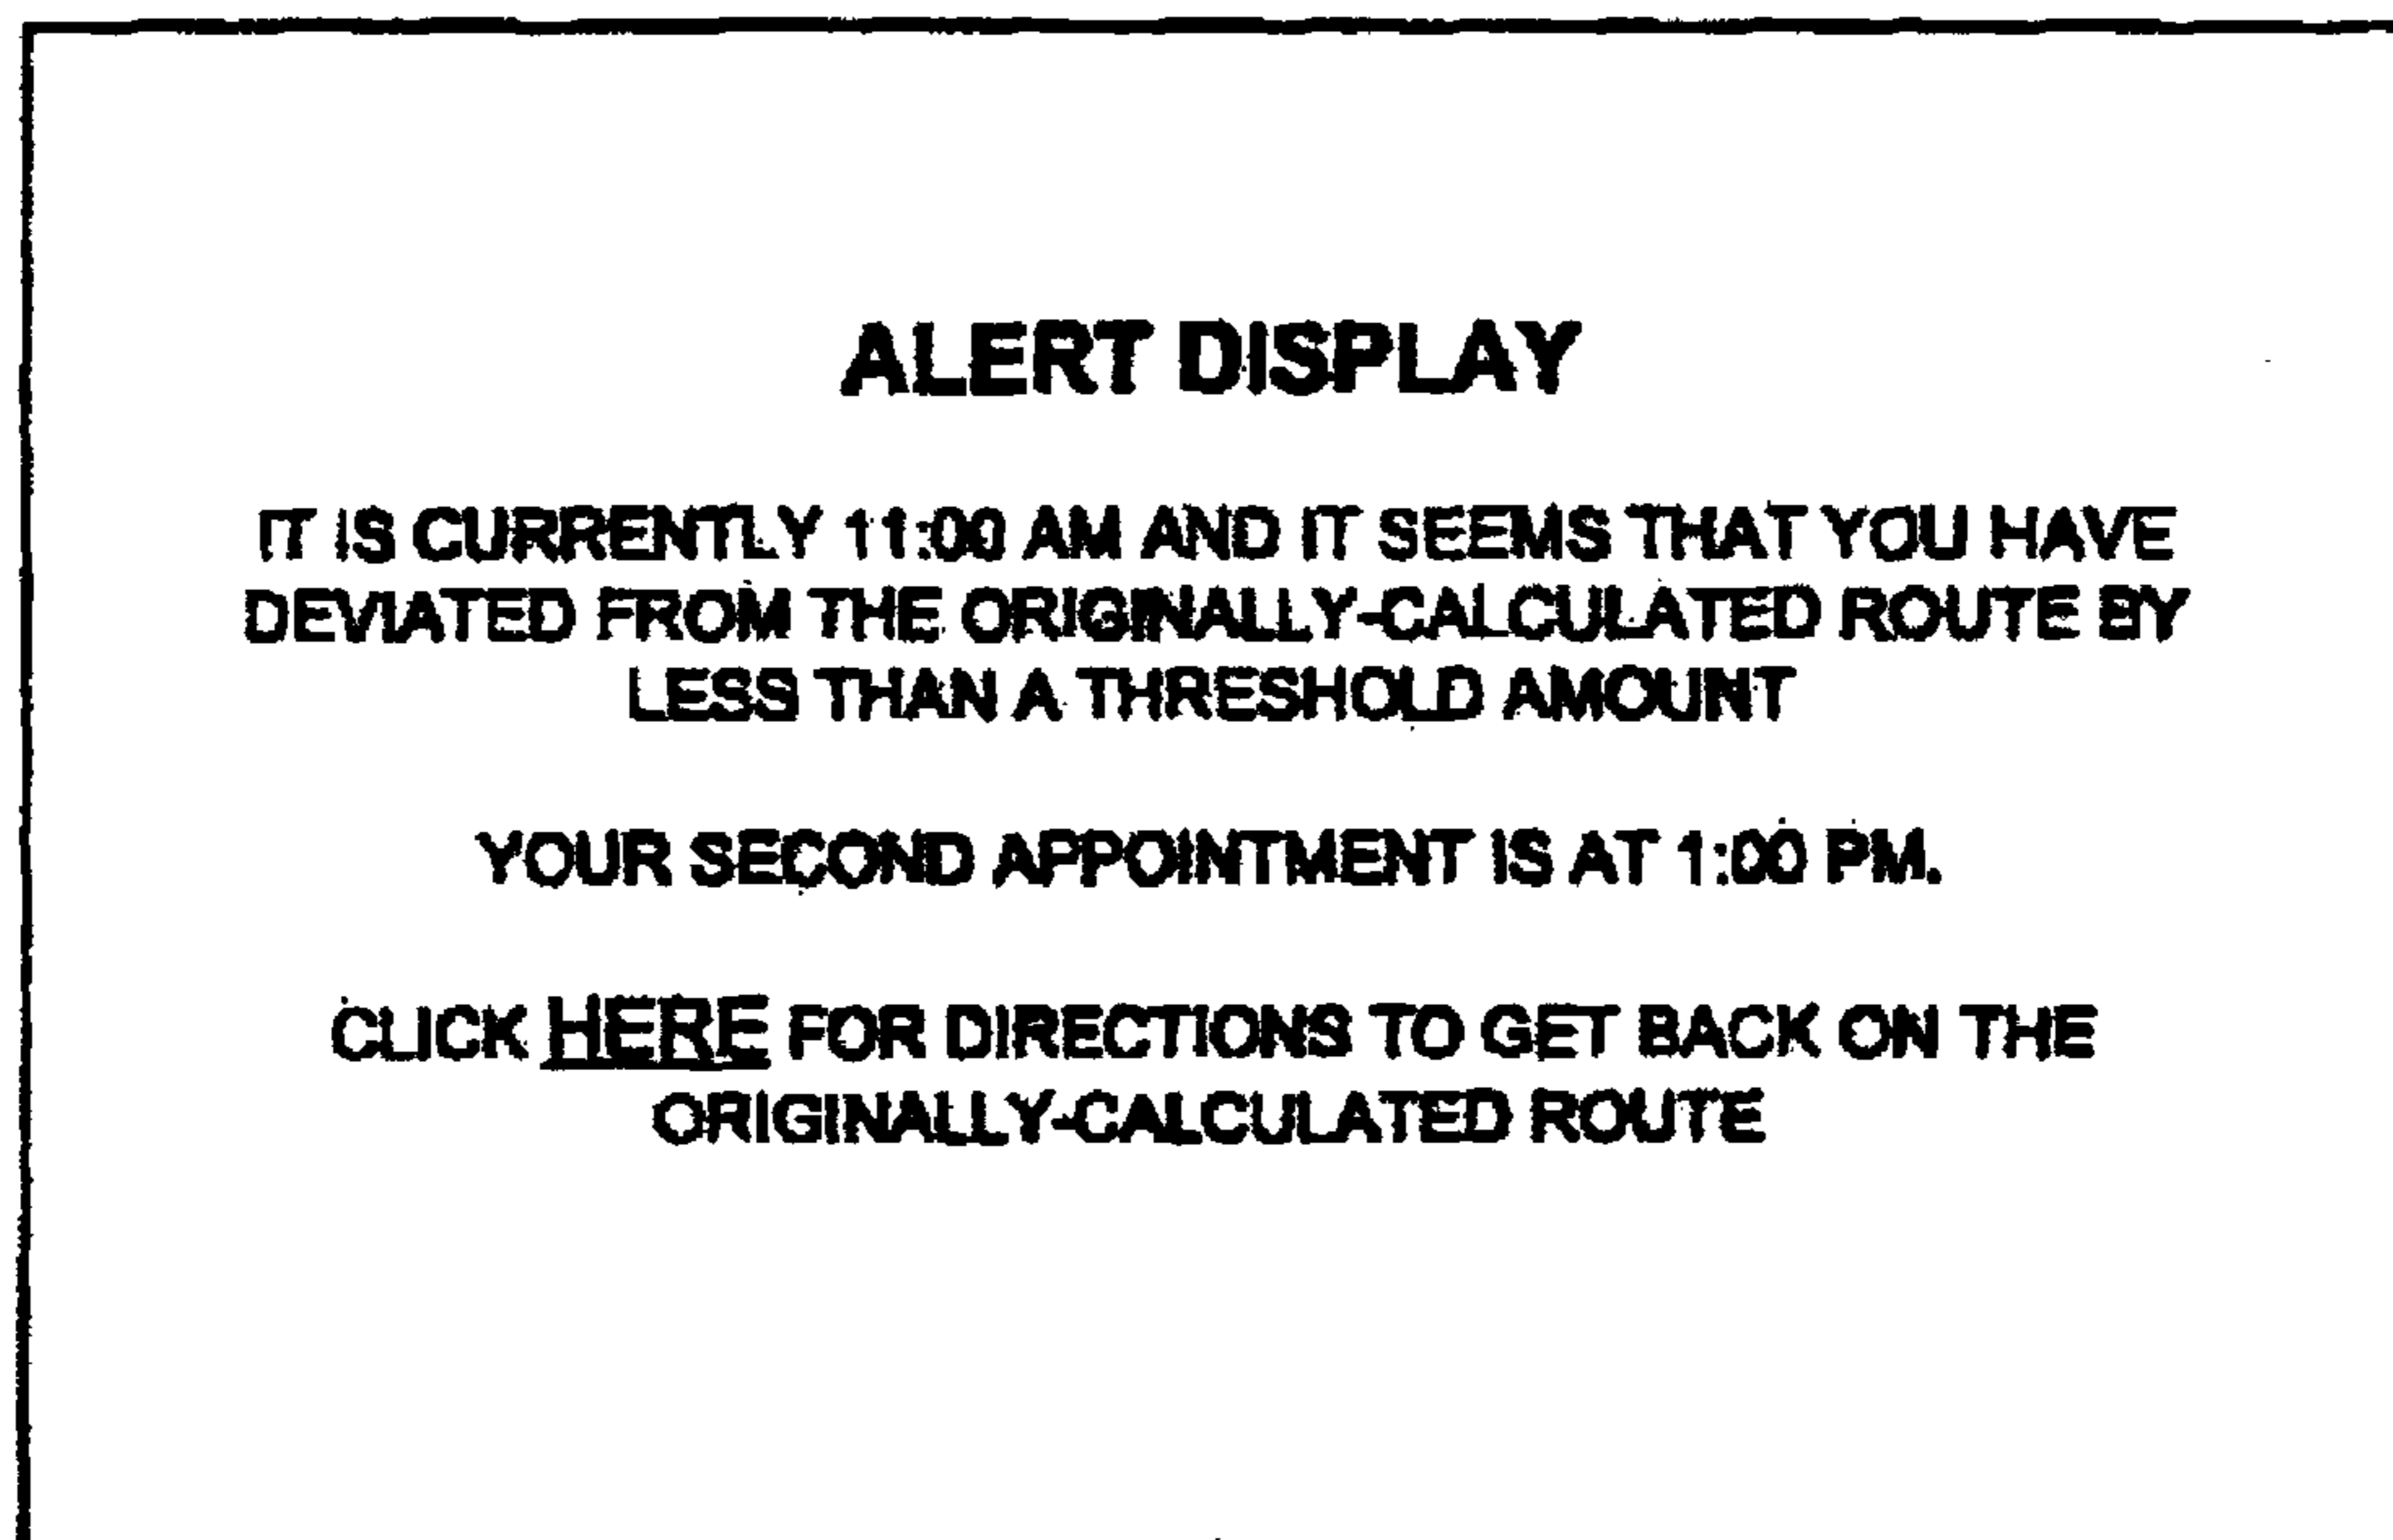 ALERT DISPLAY
IT IS CURRENTLY 11:00 AM AND IT SEEMS THAT YOU HAVE
DEVIATED FROM THE ORIGINALLY-CALCULATED ROUTE BY
LESS THAN A THRESHOLD AMOUNT
YOUR SECOND APPOINTMENT IS AT 1:00 PM.
CLICK HERE FOR DIRECTIONS TO GET BACK ON THE
ORIGINALLY-CALCULATED ROUTE